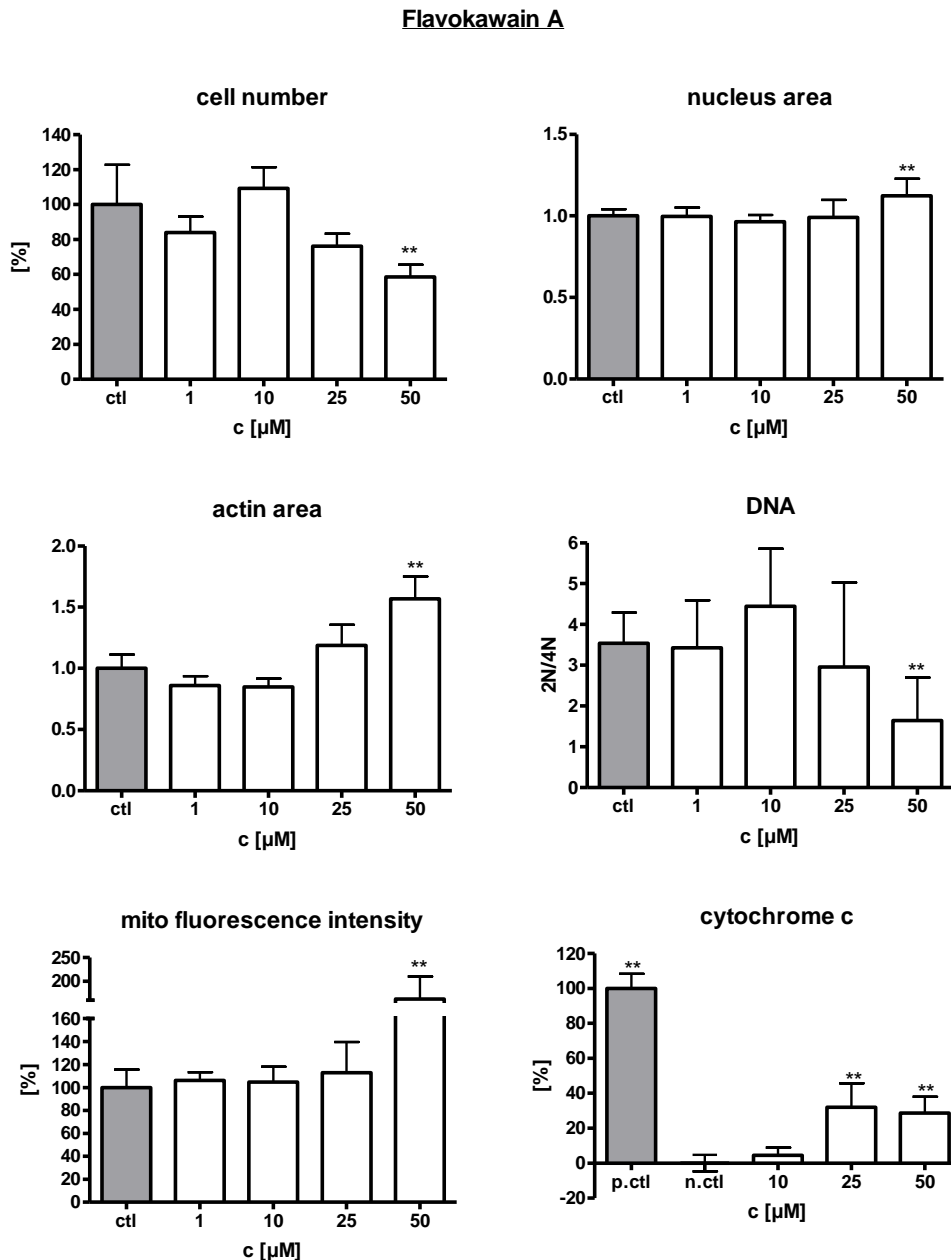 Flavokawain A
cell number
140
120
100
80
60
40
20
0
[%]
**
ctl 1 10 25 50
c [µM]
nucleus area
1.5
1.0
0.5
0.0
**
ctl 1 10 25 50
c [µM]
actin area
2.0
1.5
1.0
0.5
0.0
**
ctl 1 10 25 50
c [µM]
DNA
6
5
4
3
2
1
0
2N/4N
**
ctl 1 10 25 50
c [µM]
mito fluorescence intensity
250
200
160
140
120
100
80
60
40
20
0
[%]
**
ctl 1 10 25 50
c [µM]
cytochrome c
120
100
80
60
40
20
0
-20
[%]
**
** **
p.ctl n.ctl 10 25 50
c [µM]